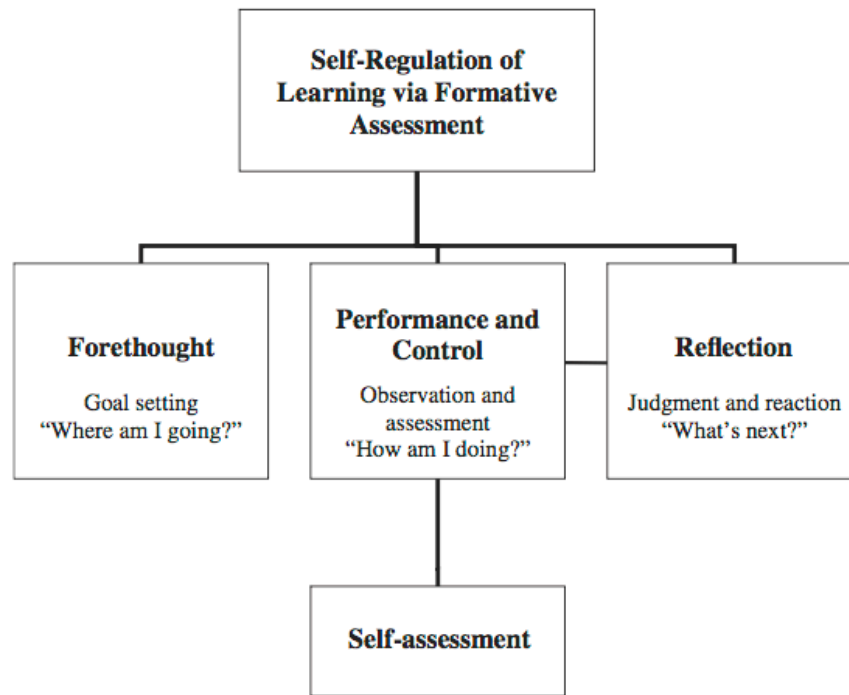 Self-Regulation of
Learning via Formative
Assessment
Forethought
Goal setting
“Where am I going?”
Performance and
Control
Observation and
assessment
“How am I doing?”
Reflection
Judgment and reaction
“What’s next?”
Self-assessment